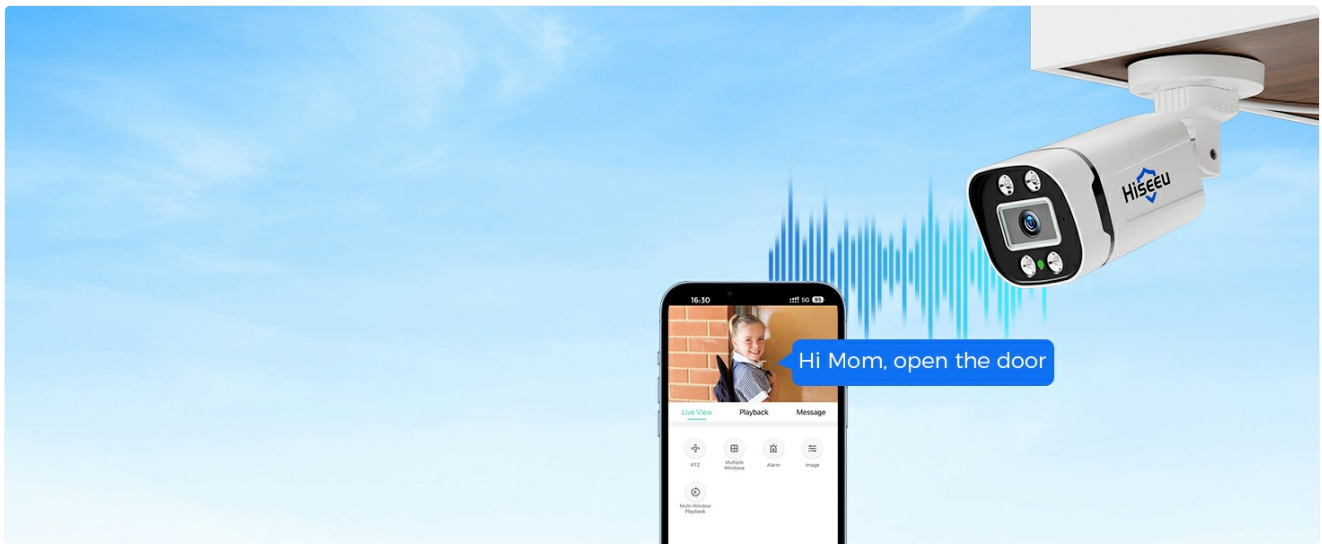 Hiseeu
16:30 5G 95
Hi Mom, open the door
Live View Playback Message
PTZ Multiple Windows Alarm Image
Multi-Window Playback